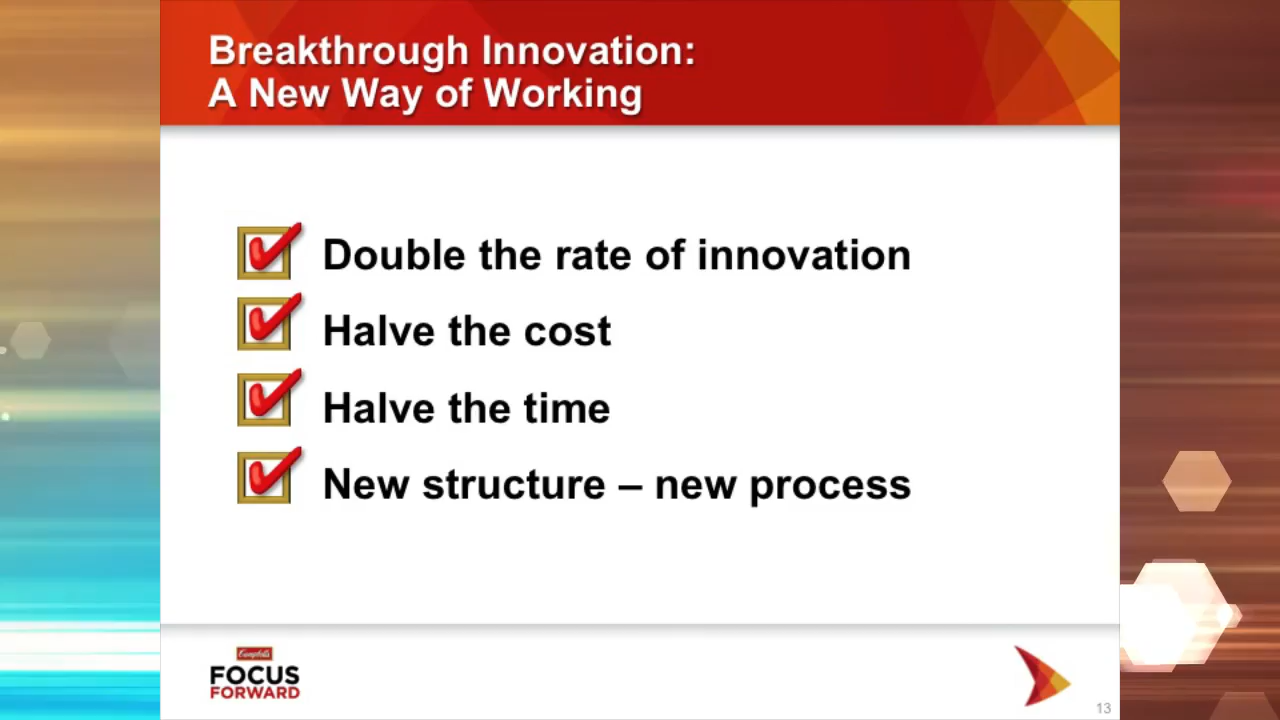 Breakthrough Innovation:
A New Way of Working
Double the rate of innovation
Halve the cost
Halve the time
New structure – new process
Campbell's
FOCUS
FORWARD
13